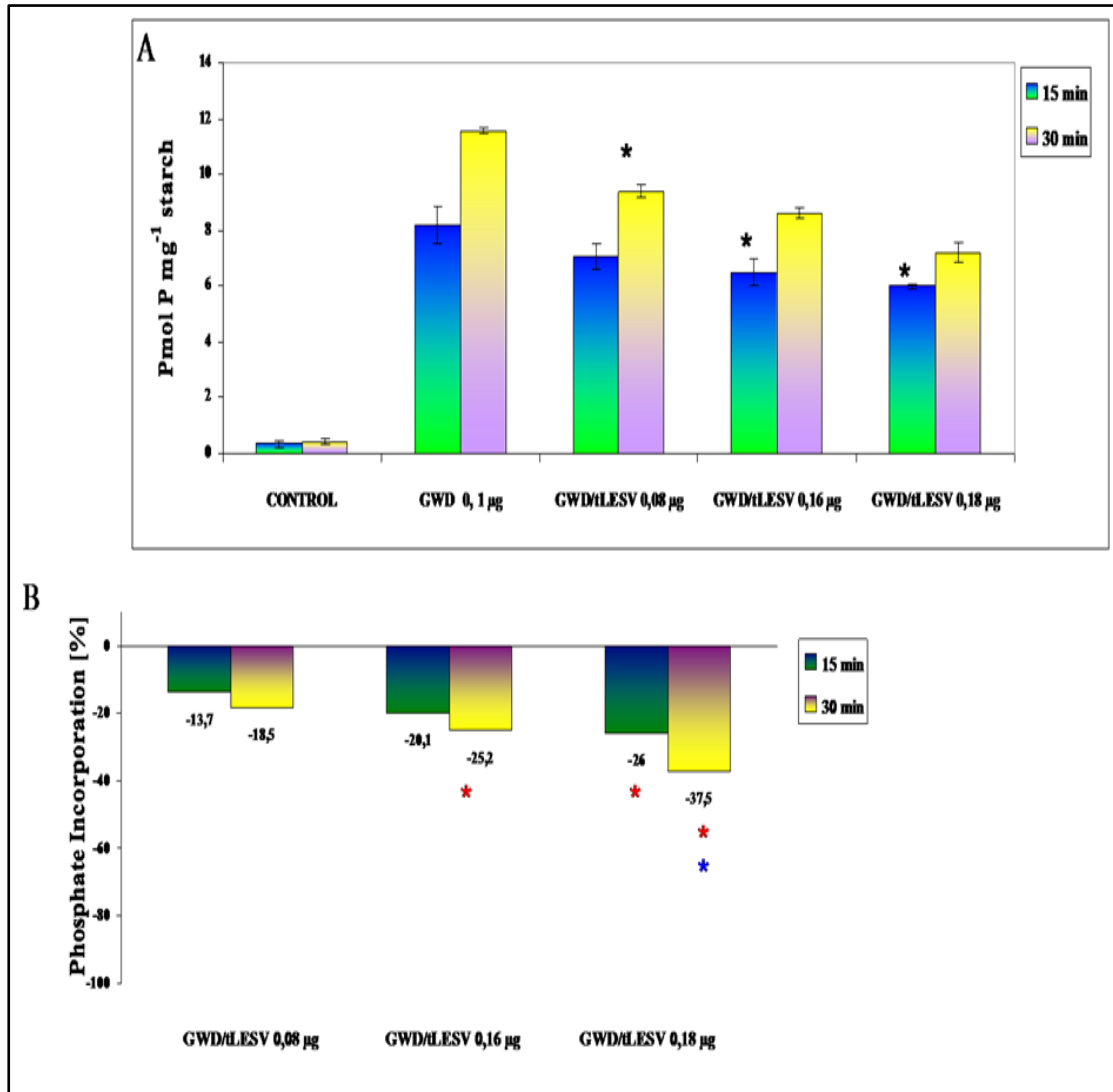 A
Pmol P mg⁻¹ starch
14
12
10
8
6
4
2
0
*
*
*
15 min
30 min
CONTROL
GWD 0, 1 µg
GWD/tLESV 0,08 µg
GWD/tLESV 0,16 µg
GWD/tLESV 0,18 µg
B
Phosphate Incorporation [%]
0
-20
-40
-60
-80
-100
-13,7
-18,5
-20,1
-25,2
*
-26
*
-37,5
*
*
15 min
30 min
GWD/tLESV 0,08 µg
GWD/tLESV 0,16 µg
GWD/tLESV 0,18 µg